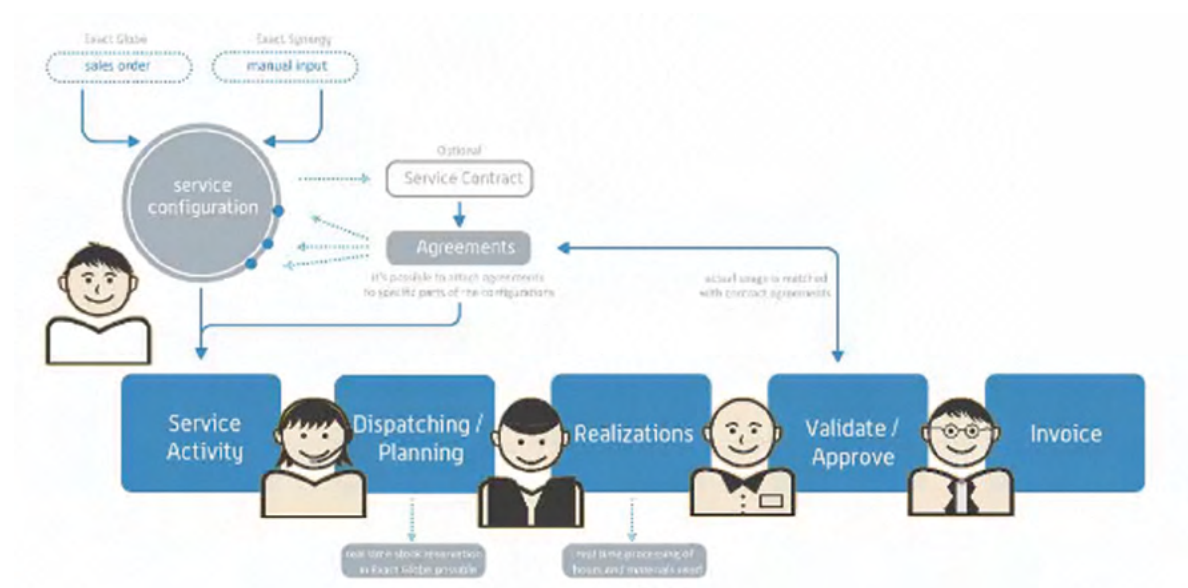 Exact Globe
sales order
Exact Synergy
manual input
service
configuration
Optional
Service Contract
Agreements
it's possible to attach agreements
to specific parts of the configurations
actual usage is matched
with contract agreements
Service
Activity
Dispatching /
Planning
Realizations
Validate /
Approve
Invoice
real time stock reservation
in Exact Globe possible
real time processing of
hours and materials used